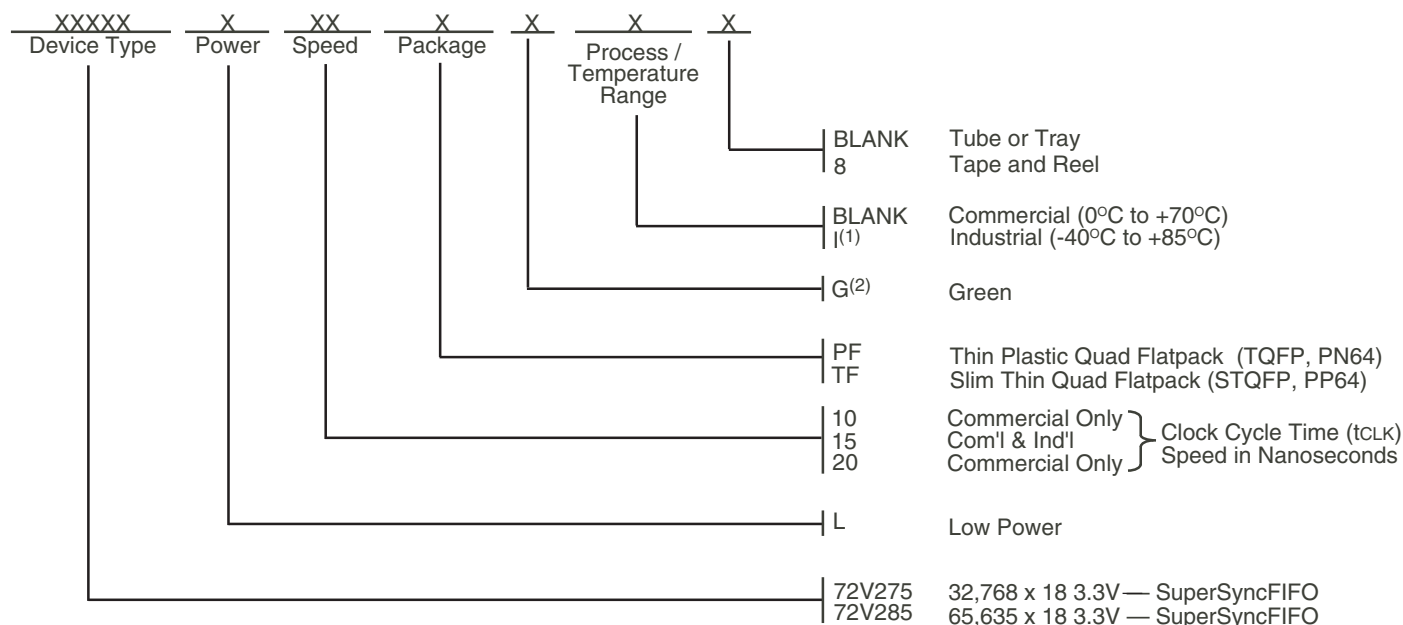 XXXXX X XX X X X X
Device Type Power Speed Package Process /
Temperature
Range
BLANK Tube or Tray
8 Tape and Reel
BLANK Commercial (0°C to +70°C)
I(1) Industrial (-40°C to +85°C)
G(2) Green
PF Thin Plastic Quad Flatpack (TQFP, PN64)
TF Slim Thin Quad Flatpack (STQFP, PP64)
10 Commercial Only
15 Com'l & Ind'l
20 Commercial Only
Clock Cycle Time (tCLK)
Speed in Nanoseconds
L Low Power
72V275 32,768 x 18 3.3V — SuperSyncFIFO
72V285 65,635 x 18 3.3V — SuperSyncFIFO